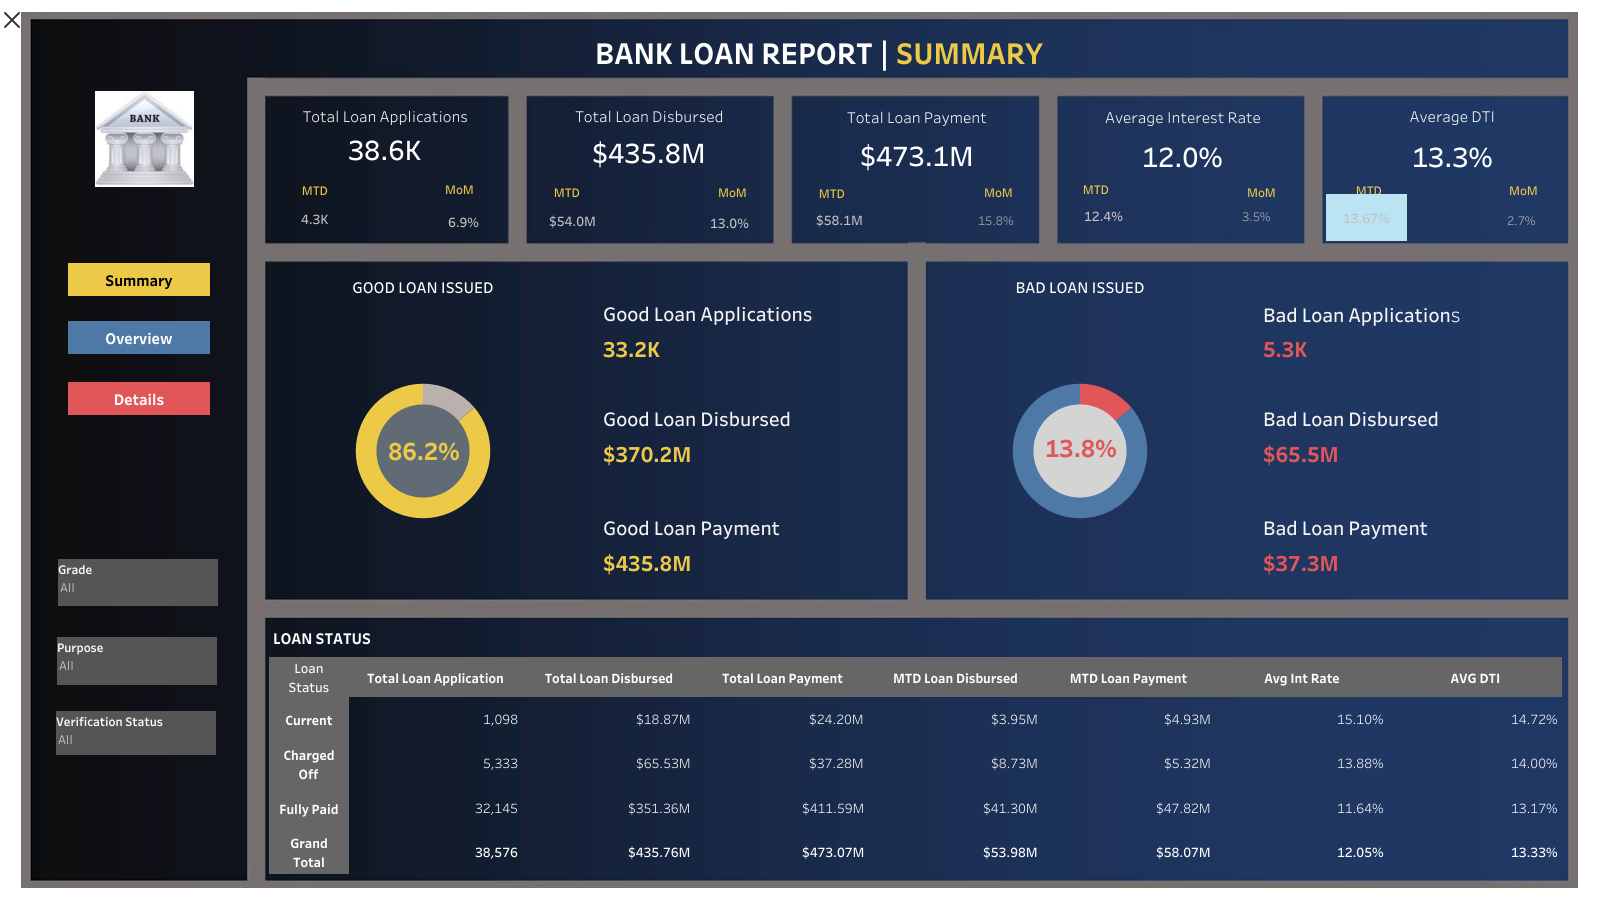 BANK LOAN REPORT | SUMMARY
BANK
Summary
Overview
Details
Grade
All
Purpose
All
Verification Status
All
Total Loan Applications
38.6K
MTD MoM
4.3K 6.9%
Total Loan Disbursed
$435.8M
MTD MoM
$54.0M 13.0%
Total Loan Payment
$473.1M
MTD MoM
$58.1M 15.8%
Average Interest Rate
12.0%
MTD MoM
12.4% 3.5%
Average DTI
13.3%
MTD MoM
13.67% 2.7%
GOOD LOAN ISSUED
86.2%
Good Loan Applications
33.2K
Good Loan Disbursed
$370.2M
Good Loan Payment
$435.8M
BAD LOAN ISSUED
13.8%
Bad Loan Applications
5.3K
Bad Loan Disbursed
$65.5M
Bad Loan Payment
$37.3M
LOAN STATUS
Loan
Status Total Loan Application Total Loan Disbursed Total Loan Payment MTD Loan Disbursed MTD Loan Payment Avg Int Rate AVG DTI
Current 1,098 $18.87M $24.20M $3.95M $4.93M 15.10% 14.72%
Charged
Off 5,333 $65.53M $37.28M $8.73M $5.32M 13.88% 14.00%
Fully Paid 32,145 $351.36M $411.59M $41.30M $47.82M 11.64% 13.17%
Grand
Total 38,576 $435.76M $473.07M $53.98M $58.07M 12.05% 13.33%